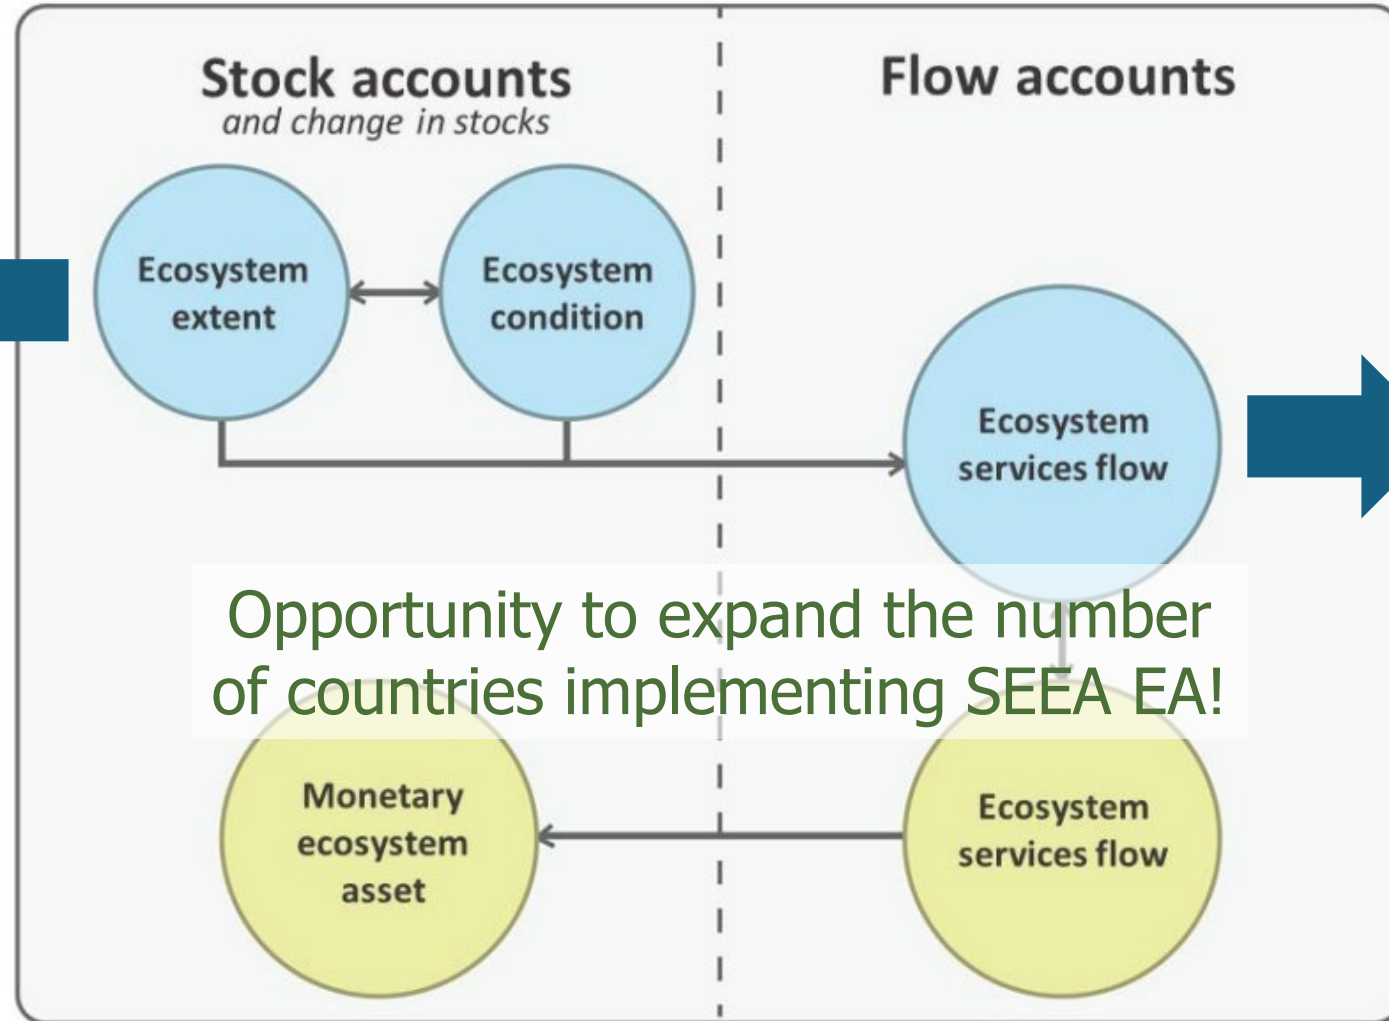 Stock accounts
and change in stocks
Flow accounts
Ecosystem
extent
Ecosystem
condition
Ecosystem
services flow
Opportunity to expand the number
of countries implementing SEEA EA!
Monetary
ecosystem
asset
Ecosystem
services flow